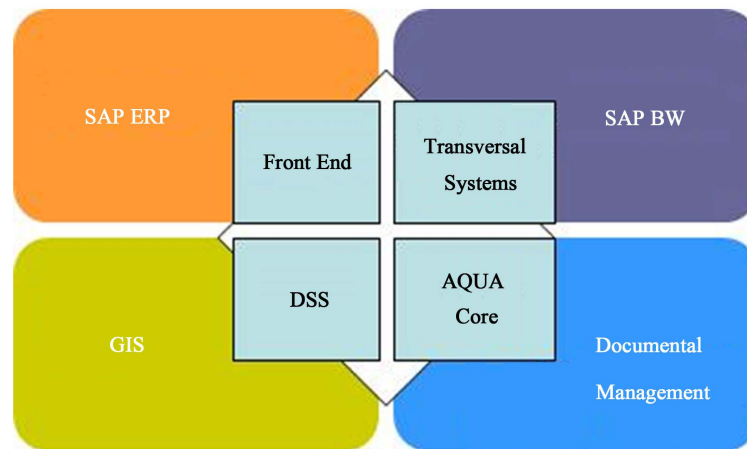 SAP ERP
SAP BW
Front End
Transversal
Systems
DSS
AQUA
Core
GIS
Documental
Management